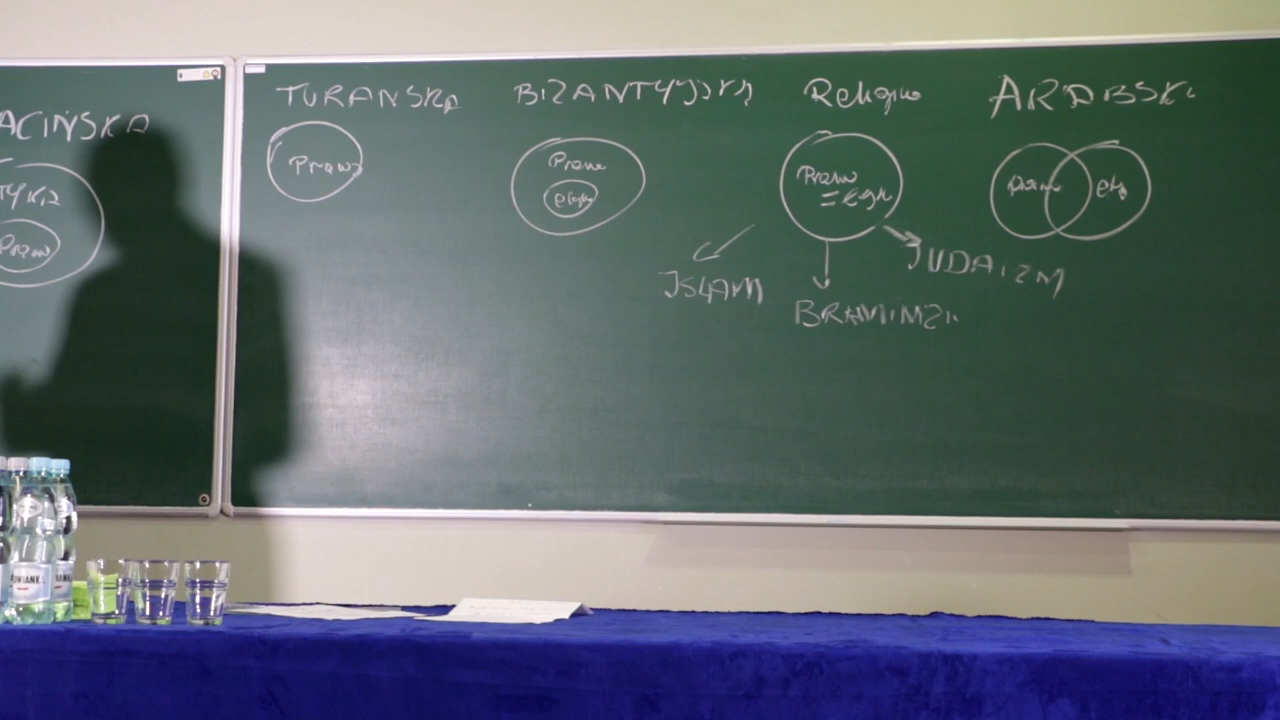 ACIŃSKA
TYKA
Prawo
TURAŃSKA
Prawo
BIZANTYJSKA
Prawo
etyka
Religijna
Prawo
= etyka
ISLAM
BRAMINIZM
JUDAIZM
ARABSKA
Prawo
etyka